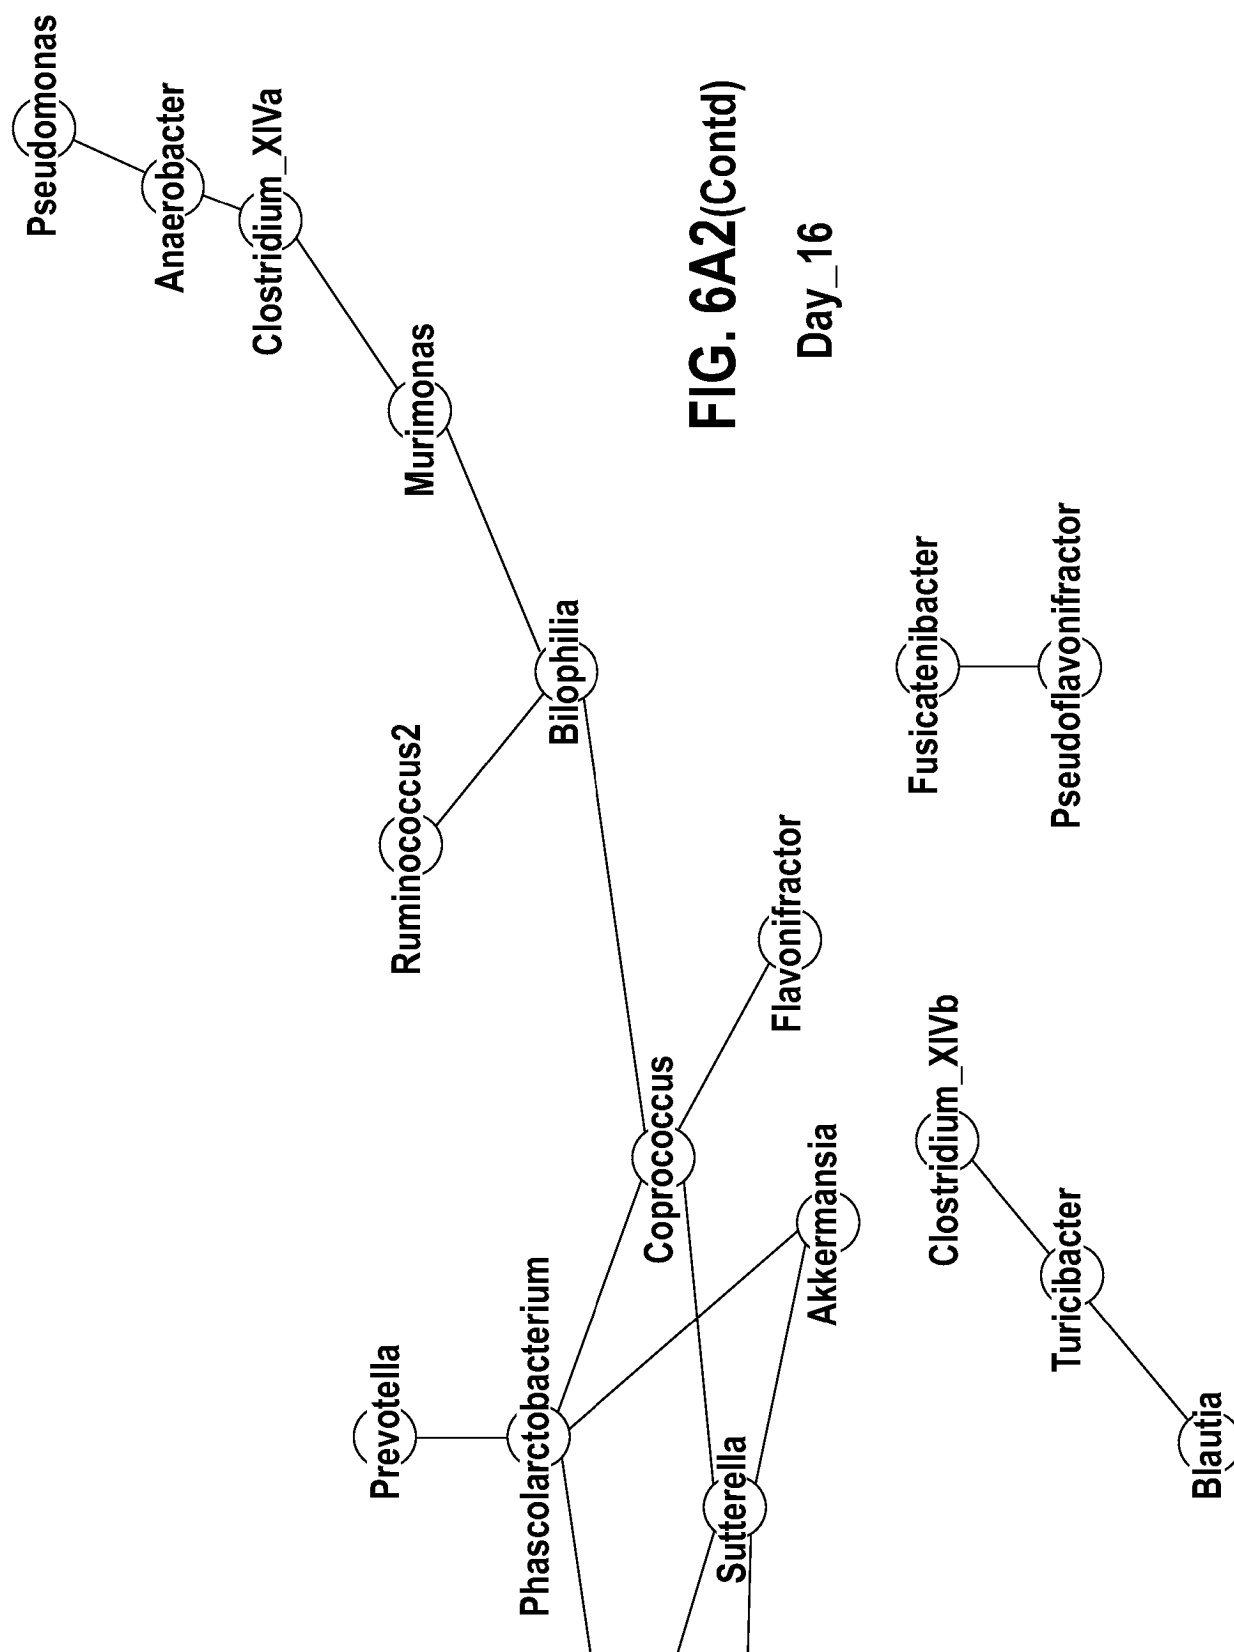 Pseudomonas
Anaerobacter
Clostridium_XIVa
Murimonas
Bilophilia
Ruminococcus2
Coprococcus
Flavonifractor
Prevotella
Phascolarctobacterium
Sutterella
Akkermansia
Fusicatenibacter
Pseudoflavonifractor
Clostridium_XIVb
Turicibacter
Blautia
FIG. 6A2(Contd)
Day_16